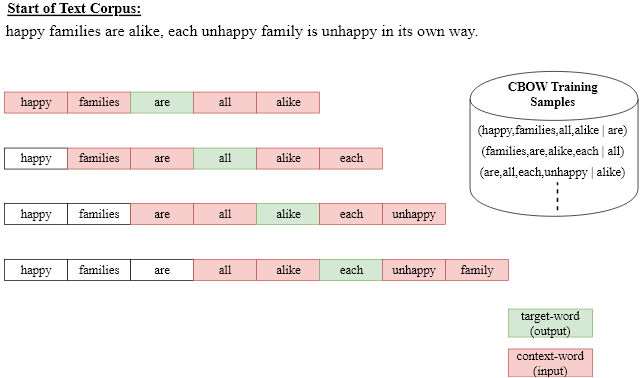 Start of Text Corpus:
happy families are alike, each unhappy family is unhappy in its own way.
happy families are all alike
happy families are all alike each
happy families are all alike each unhappy
happy families are all alike each unhappy family
CBOW Training
Samples
(happy,families,all,alike | are)
(families,are,alike,each | all)
(are,all,each,unhappy | alike)
target-word
(output)
context-word
(input)